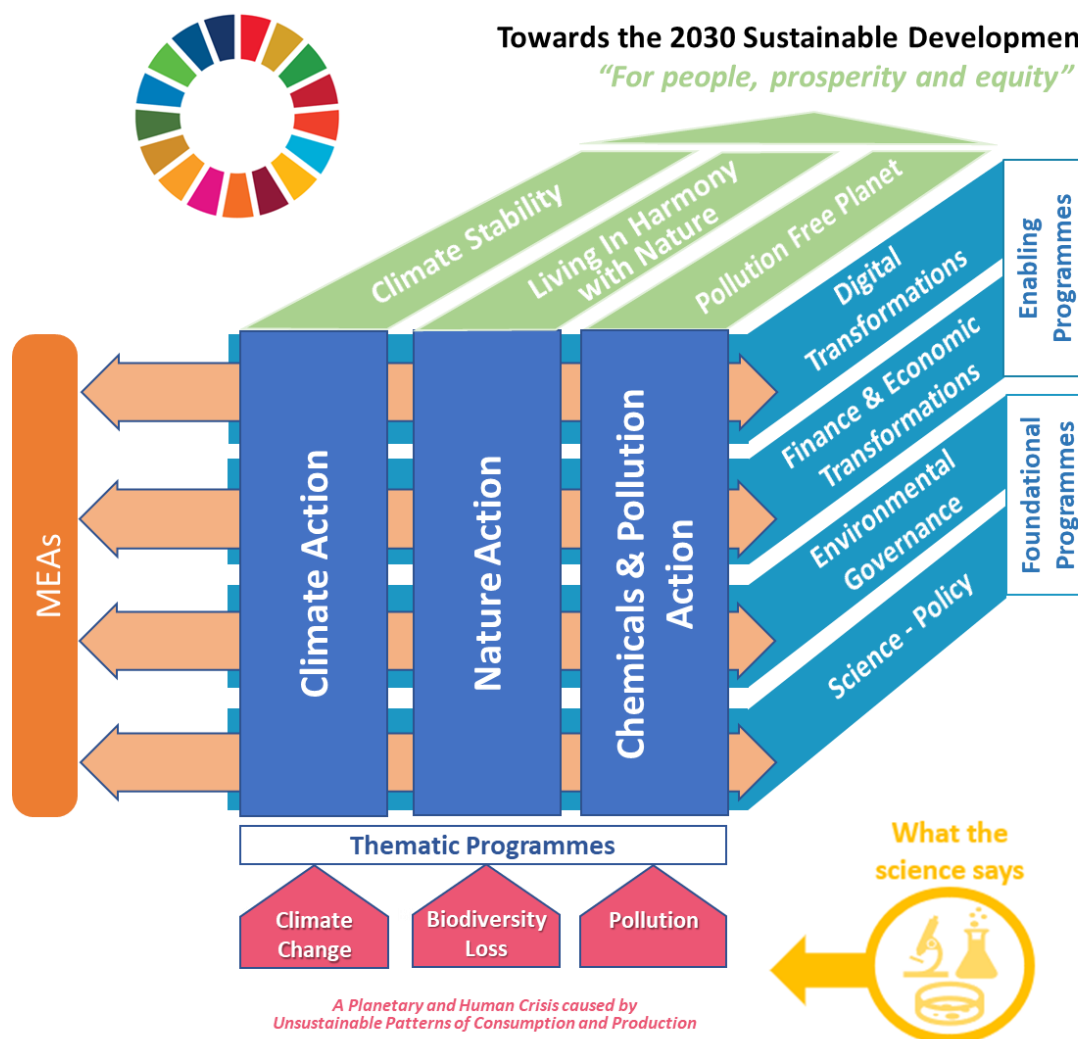 Towards the 2030 Sustainable Developmen
“For people, prosperity and equity”
Climate Stability
Living In Harmony
with Nature
Pollution Free Planet
Digital
Transformations
Finance & Economic
Transformations
Environmental
Governance
Science - Policy
Enabling
Programmes
Foundational
Programmes
MEAs
Climate Action
Nature Action
Chemicals & Pollution
Action
Thematic Programmes
Climate
Change
Biodiversity
Loss
Pollution
A Planetary and Human Crisis caused by
Unsustainable Patterns of Consumption and Production
What the
science says